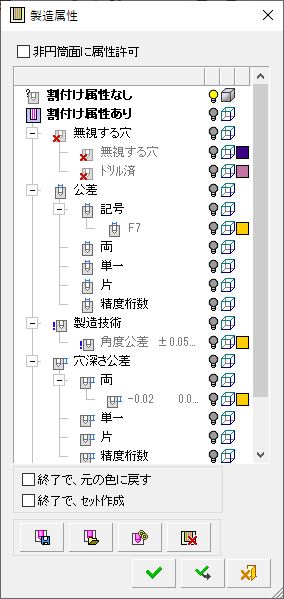 製造属性
非円筒面に属性許可
割付け属性なし
割付け属性あり
無視する穴
無視する穴
ドリル済
公差
記号
F7
両
単一
片
精度桁数
製造技術
角度公差 ±0.05...
穴深さ公差
両
-0.02 0.0...
単一
片
精度桁数
終了で、元の色に戻す
終了で、セット作成